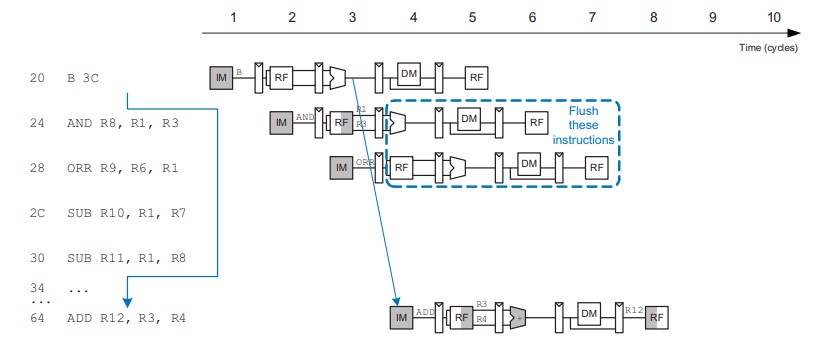 1 2 3 4 5 6 7 8 9 10
Time (cycles)
20 B 3C IM B RF DM RF
24 AND R8, R1, R3 IM AND RF R1 R3 DM RF
Flush
these
instructions
28 ORR R9, R6, R1 IM ORR RF DM RF
2C SUB R10, R1, R7
30 SUB R11, R1, R8
34 ...
...
64 ADD R12, R3, R4 IM ADD RF R3 R4 + DM R12 RF